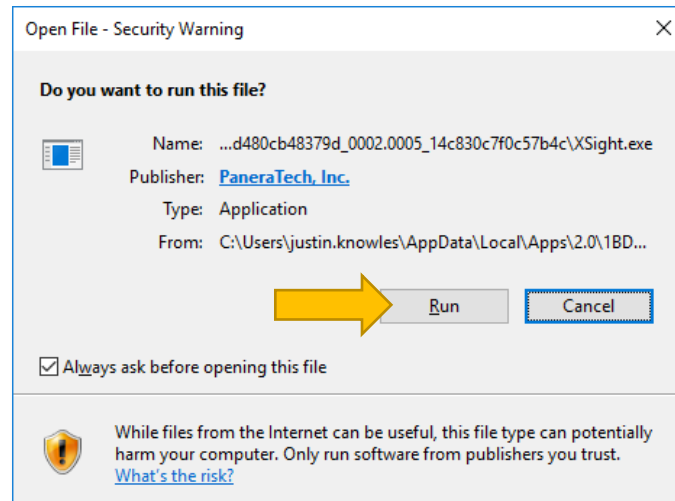 Open File - Security Warning
Do you want to run this file?
Name: ...d480cb48379d_0002.0005_14c830c7f0c57b4c\XSight.exe
Publisher: PaneraTech, Inc.
Type: Application
From: C:\Users\justin.knowles\AppData\Local\Apps\2.0\1BD...
Run Cancel
Always ask before opening this file
While files from the Internet can be useful, this file type can potentially
harm your computer. Only run software from publishers you trust.
What's the risk?